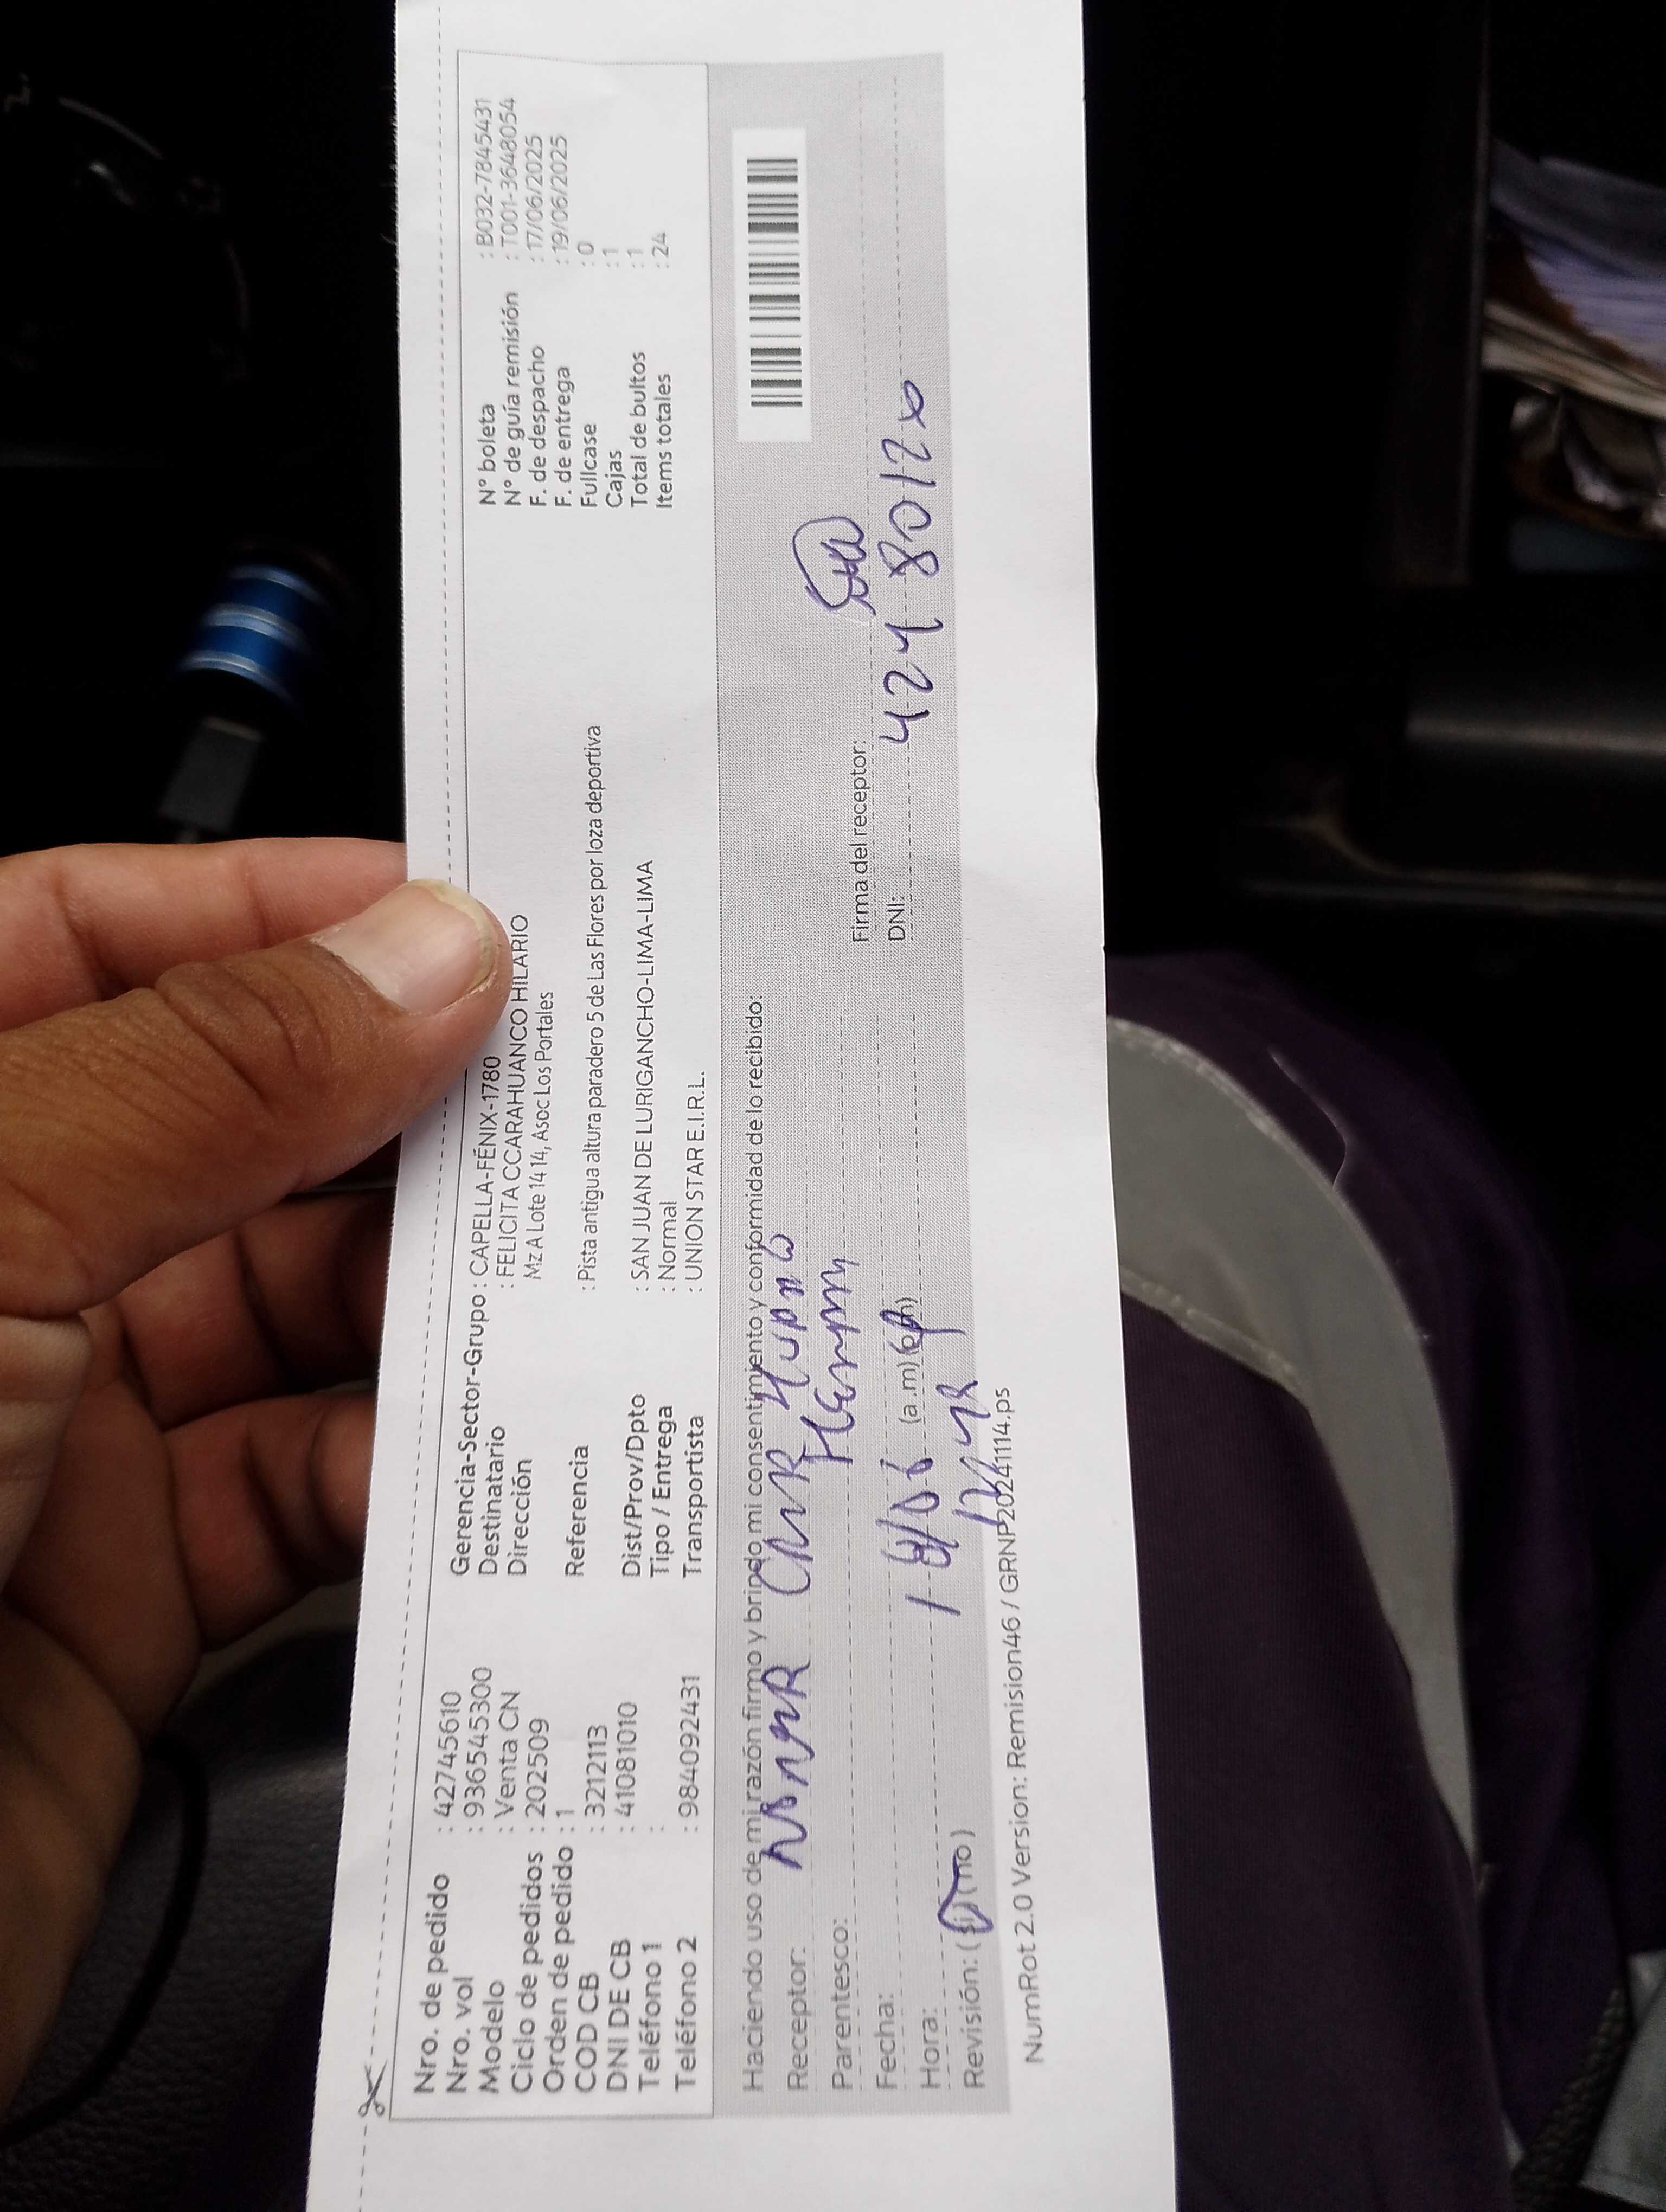 Nro. de pedido : 42745610
Nro. vol : 936545300
Modelo : Venta CN
Ciclo de pedidos : 202509
Orden de pedido : 1
COD CB : 3212113
DNI DE CB : 41081010
Teléfono 1 :
Teléfono 2 : 984092431
Gerencia-Sector-Grupo : CAPELLA-FÉNIX-1780
Destinatario : FELICITA CCARAHUANCO HILARIO
Dirección Mz A Lote 14 14, Asoc Los Portales
Referencia : Pista antigua altura paradero 5 de Las Flores por loza deportiva
Dist/Prov/Dpto : SAN JUAN DE LURIGANCHO-LIMA-LIMA
Tipo / Entrega : Normal
Transportista : UNION STAR E.I.R.L.
N° boleta : B032-7845431
N° de guía remisión : T001-3648054
F. de despacho : 17/06/2025
F. de entrega : 19/06/2025
Fullcase : 0
Cajas : 1
Total de bultos : 1
Items totales : 24
Haciendo uso de mi razón firmo y brindo mi consentimiento y conformidad de lo recibido:
Receptor:
Parentesco:
Fecha:
Hora: (a.m) (p.m)
Revisión: (si) (no)
Firma del receptor:
DNI: 424 8012
NumRot 2.0 Version: Remision46 / GRNP20241114.ps